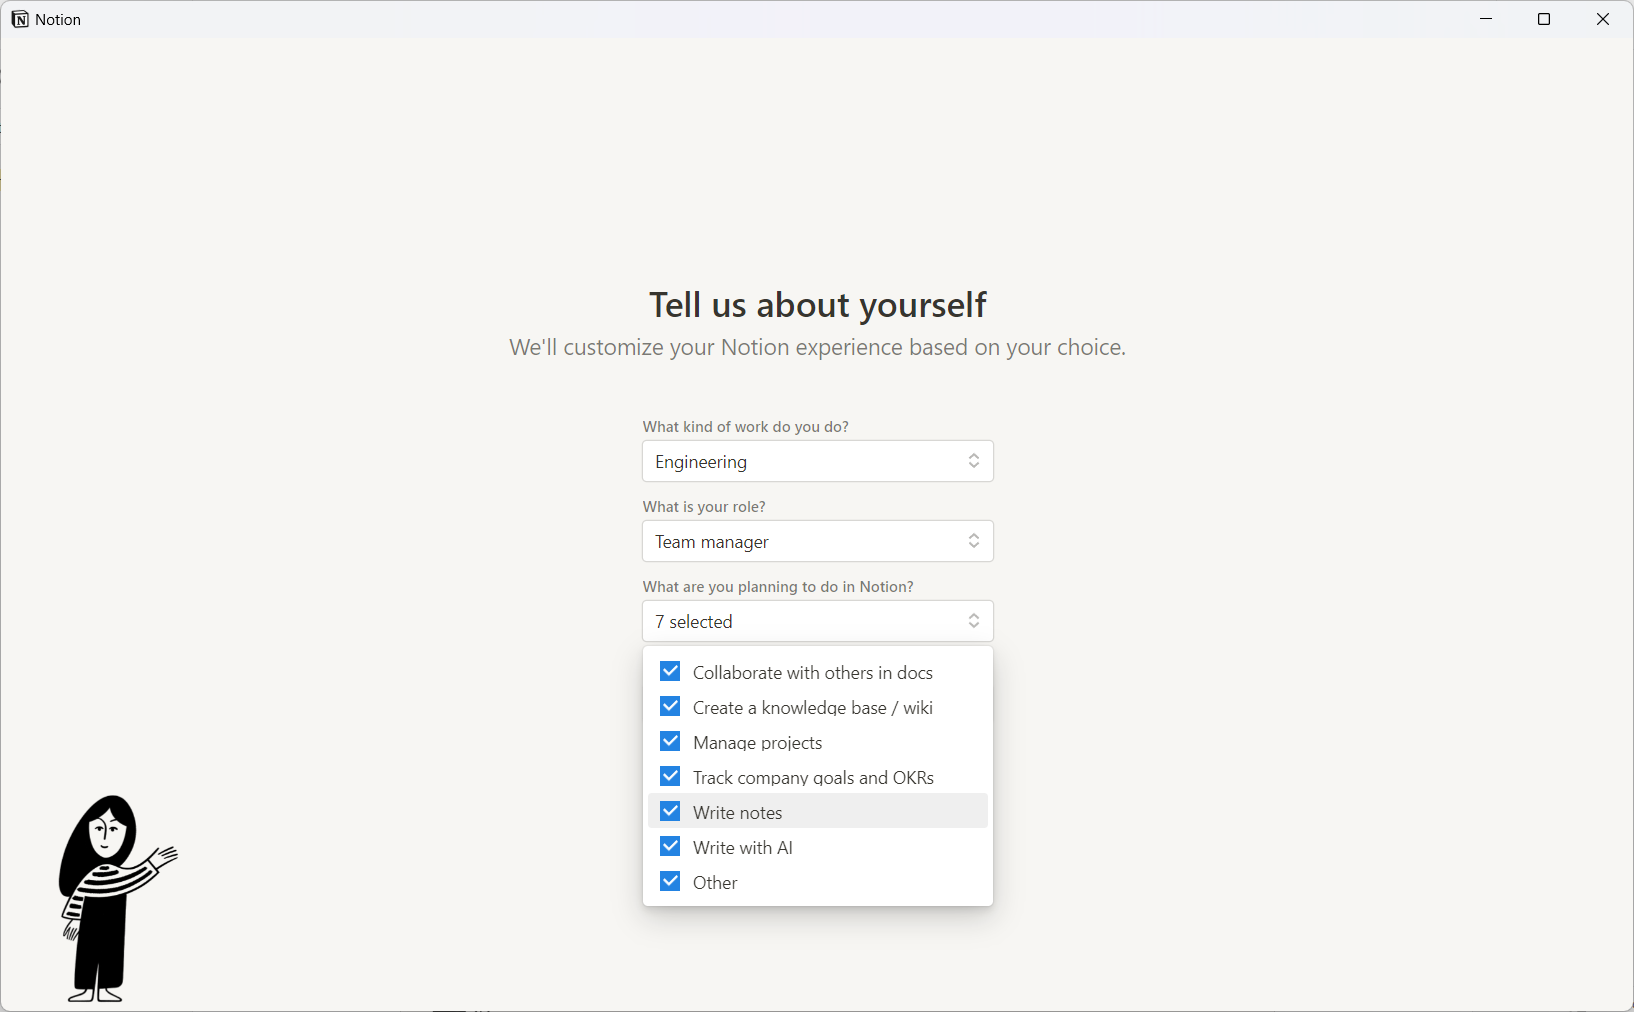 Notion
Tell us about yourself
We'll customize your Notion experience based on your choice.
What kind of work do you do?
Engineering
What is your role?
Team manager
What are you planning to do in Notion?
7 selected
Collaborate with others in docs
Create a knowledge base / wiki
Manage projects
Track company goals and OKRs
Write notes
Write with AI
Other